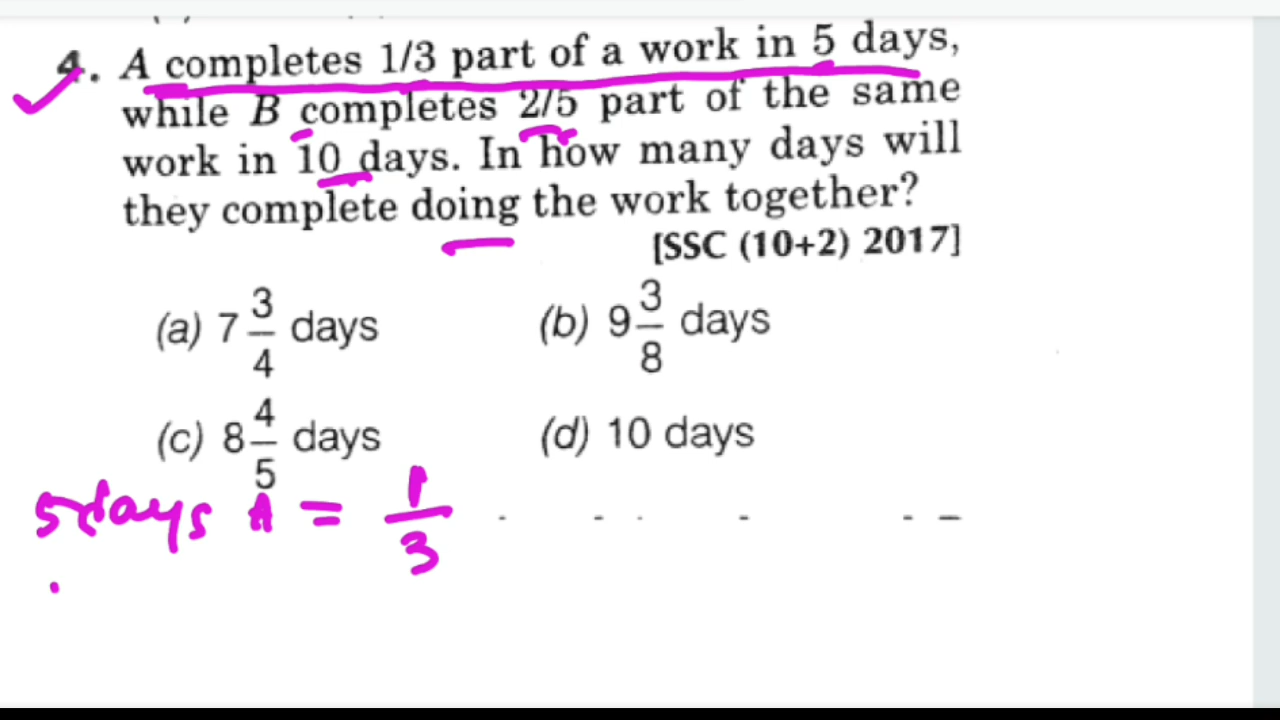 4. A completes 1/3 part of a work in 5 days,
while B completes 2/5 part of the same
work in 10 days. In how many days will
they complete doing the work together?
[SSC (10+2) 2017]
(a) 7 3/4 days (b) 9 3/8 days
(c) 8 4/5 days (d) 10 days
5days A = 1/3